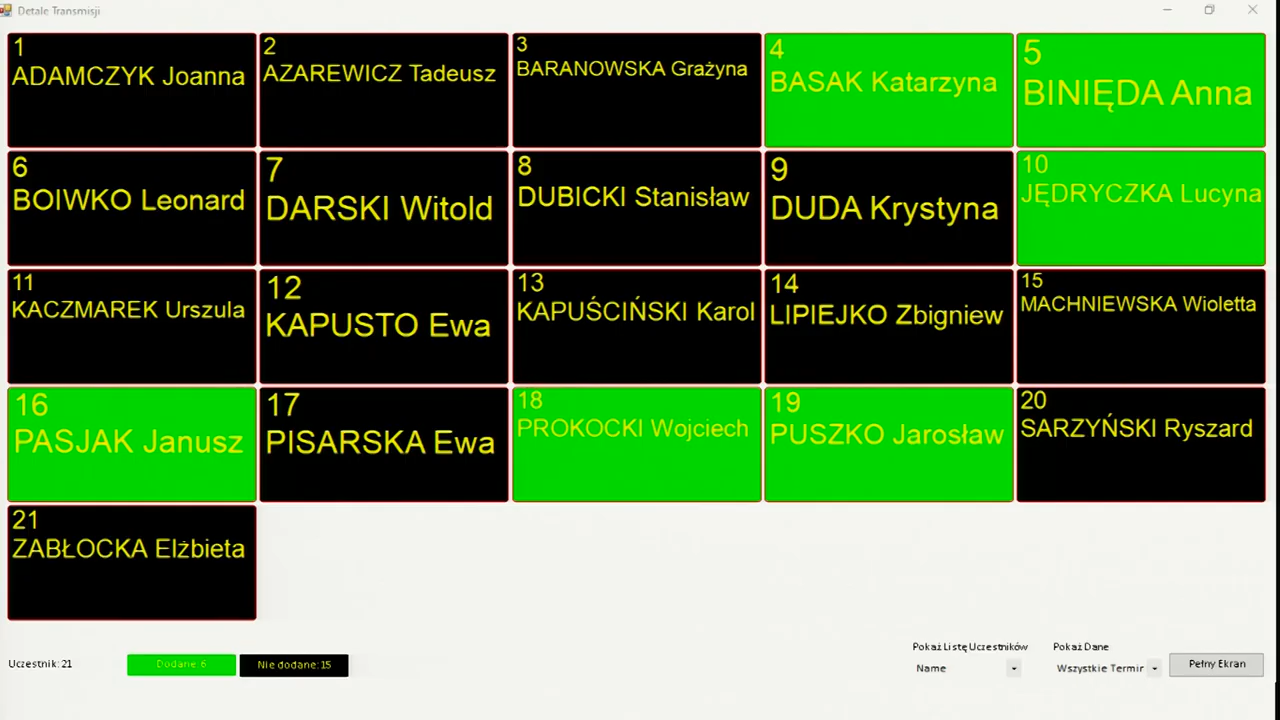 Detale Transmisji
1
ADAMCZYK Joanna
2
AZAREWICZ Tadeusz
3
BARANOWSKA Grażyna
4
BASAK Katarzyna
5
BINIĘDA Anna
6
BOIWKO Leonard
7
DARSKI Witold
8
DUBICKI Stanisław
9
DUDA Krystyna
10
JĘDRYCZKA Lucyna
11
KACZMAREK Urszula
12
KAPUSTO Ewa
13
KAPUŚCIŃSKI Karol
14
LIPIEJKO Zbigniew
15
MACHNIEWSKA Wioletta
16
PASJAK Janusz
17
PISARSKA Ewa
18
PROKOCKI Wojciech
19
PUSZKO Jarosław
20
SARZYŃSKI Ryszard
21
ZABŁOCKA Elżbieta
Uczestnik: 21
Dodane: 6
Nie dodane: 15
Pokaż Listę Uczestników
Name
Pokaż Dane
Wszystkie Termir
Pełny Ekran